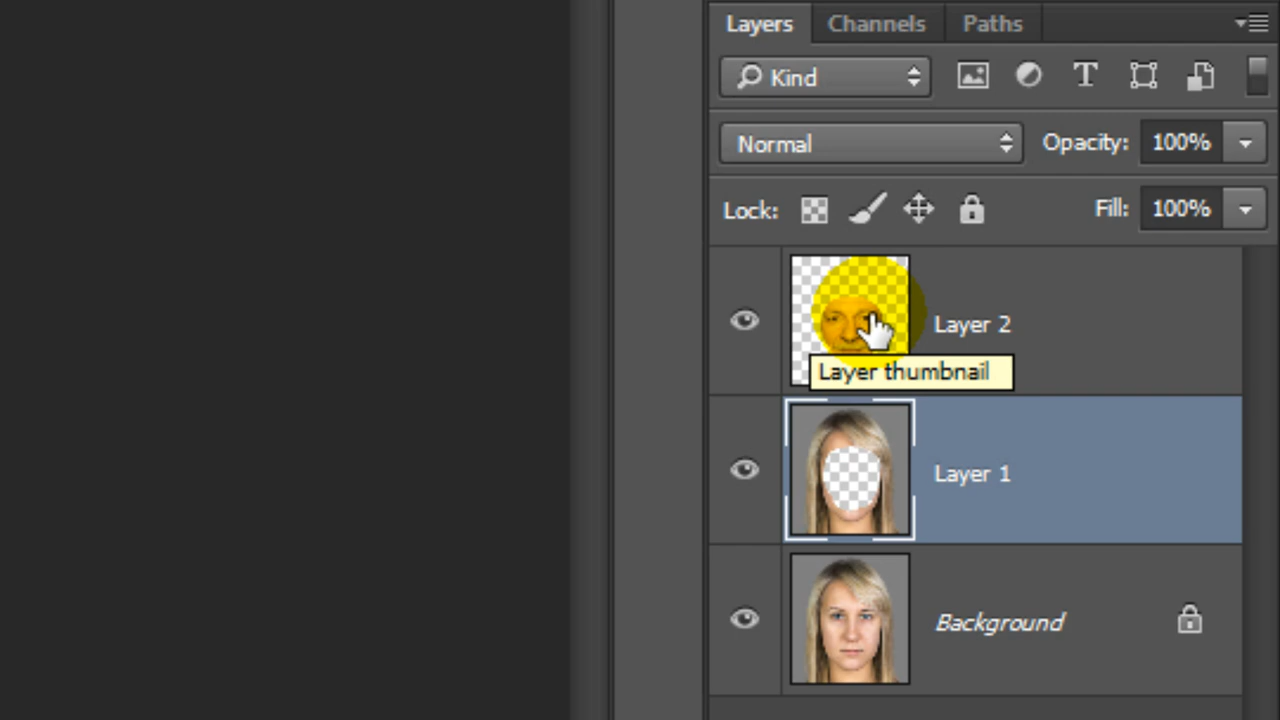 Layers Channels Paths
Kind T
Normal Opacity: 100%
Lock: Fill: 100%
Layer 2
Layer thumbnail
Layer 1
Background